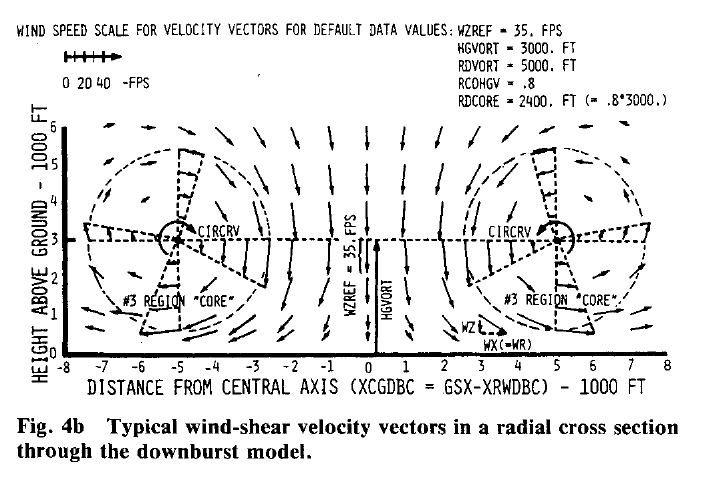 WIND SPEED SCALE FOR VELOCITY VECTORS FOR DEFAULT DATA VALUES: WZREF = 35. FPS
HGVORT = 3000. FT
RDVORT = 5000. FT
RCOHGV = .8
RDCORE = 2400. FT (= .8*3000.)
0 20 40 -FPS
HEIGHT ABOVE GROUND - 1000 FT
6
5
4
3
2
1
0
CIRCRV
CIRCRV
WZREF = 35. FPS
HGVORT
#3 REGION "CORE"
#3 REGION "CORE"
WZ
WX(=WR)
-8 -7 -6 -5 -4 -3 -2 -1 0 1 2 3 4 5 6 7 8
DISTANCE FROM CENTRAL AXIS (XCGDBC = GSX-XRWDBC) - 1000 FT
Fig. 4b Typical wind-shear velocity vectors in a radial cross section
through the downburst model.